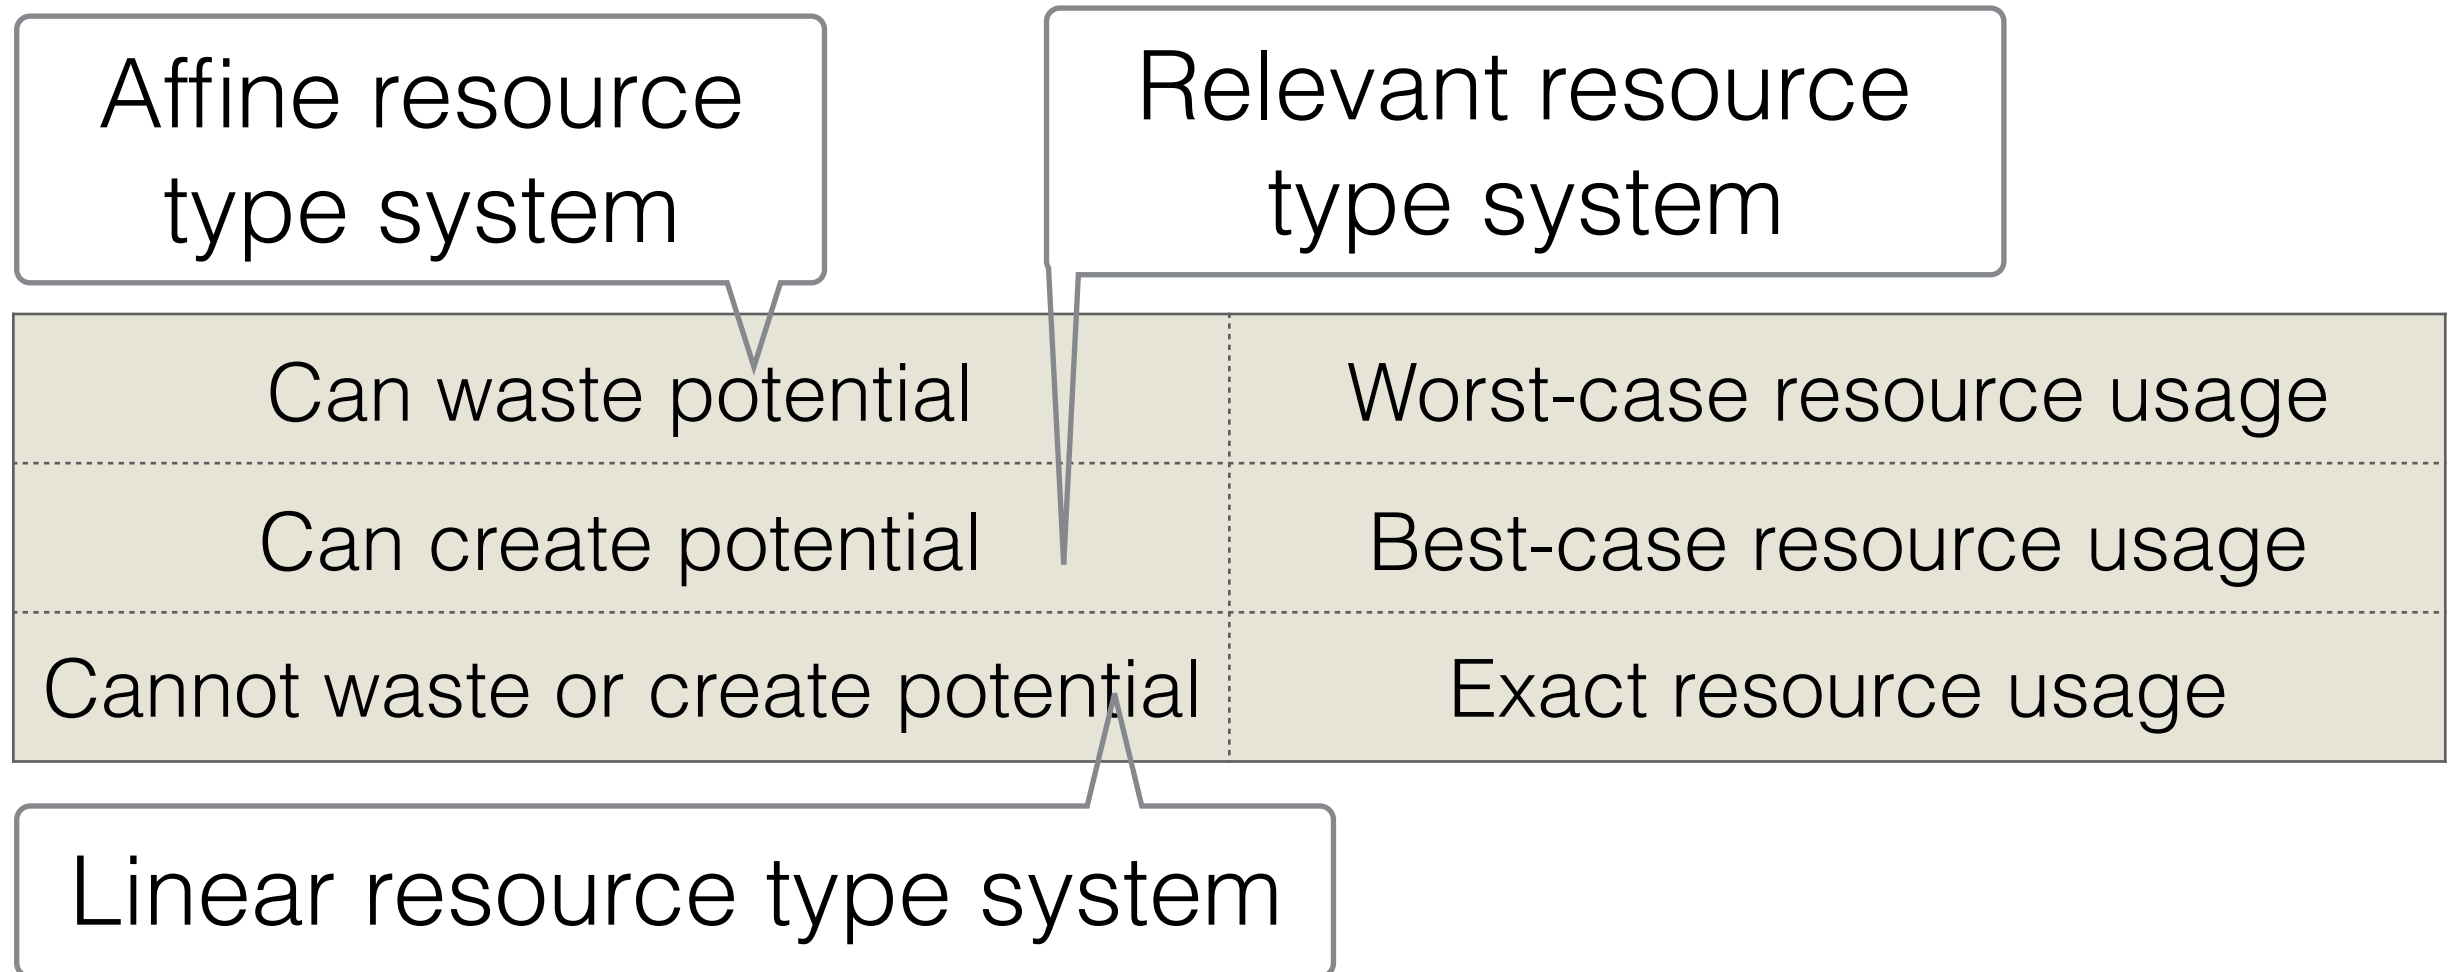 Affine resource
type system
Relevant resource
type system
Can waste potential
Worst-case resource usage
Can create potential
Best-case resource usage
Cannot waste or create potential
Exact resource usage
Linear resource type system